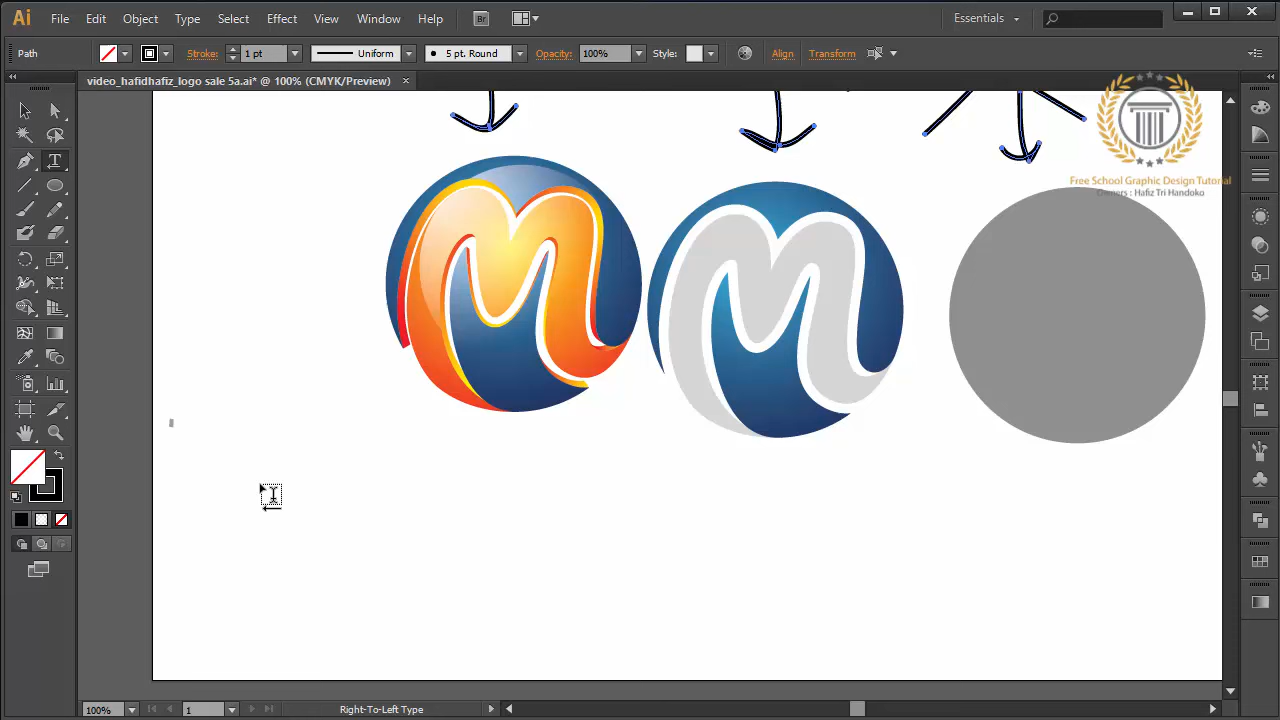 Ai File Edit Object Type Select Effect View Window Help Br Essentials
Path Stroke: 1 pt Uniform 5 pt. Round Opacity: 100% Style: Align Transform
video_hafidhafiz_logo sale 5a.ai* @ 100% (CMYK/Preview)
Free School Graphic Design Tutorial
Owners : Hafiz Tri Handoko
m
m
T
100% 1 Right-To-Left Type